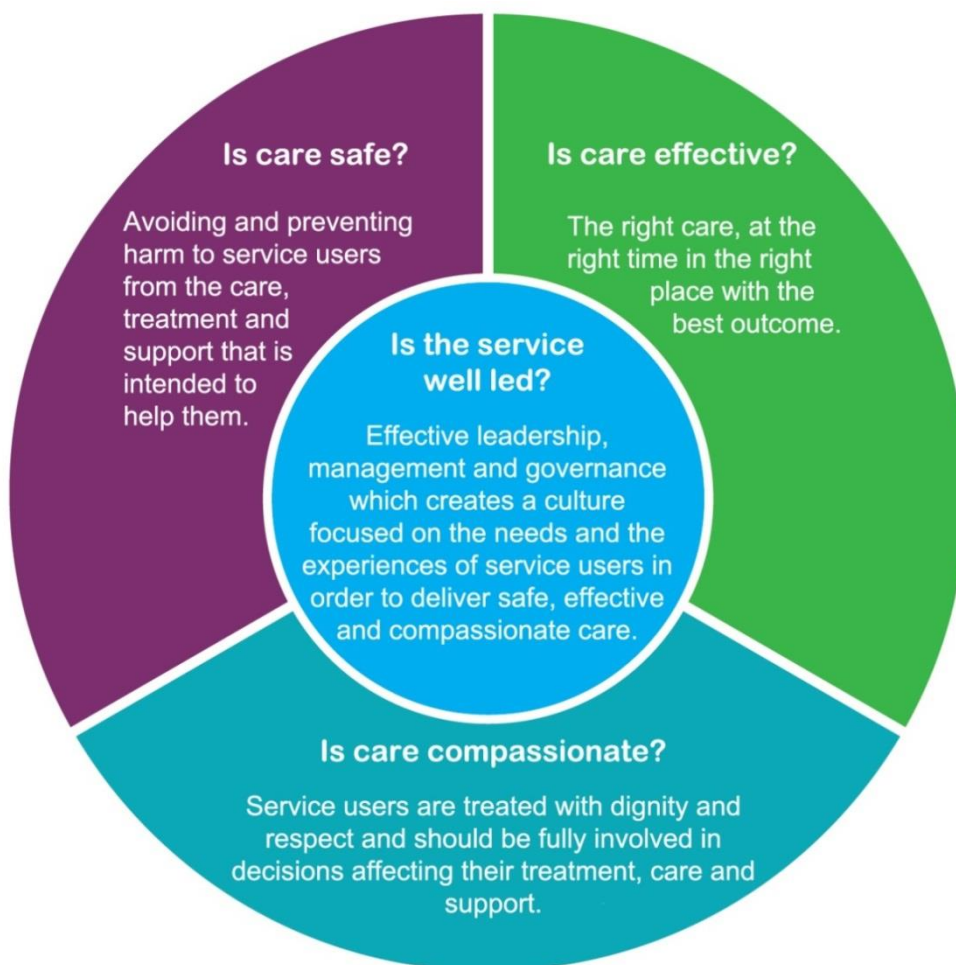 Is care safe?
Avoiding and preventing
harm to service users
from the care,
treatment and
support that is
intended to
help them.
Is care effective?
The right care, at the
right time in the right
place with the
best outcome.
Is the service
well led?
Effective leadership,
management and governance
which creates a culture
focused on the needs and the
experiences of service users in
order to deliver safe, effective
and compassionate care.
Is care compassionate?
Service users are treated with dignity and
respect and should be fully involved in
decisions affecting their treatment, care and
support.